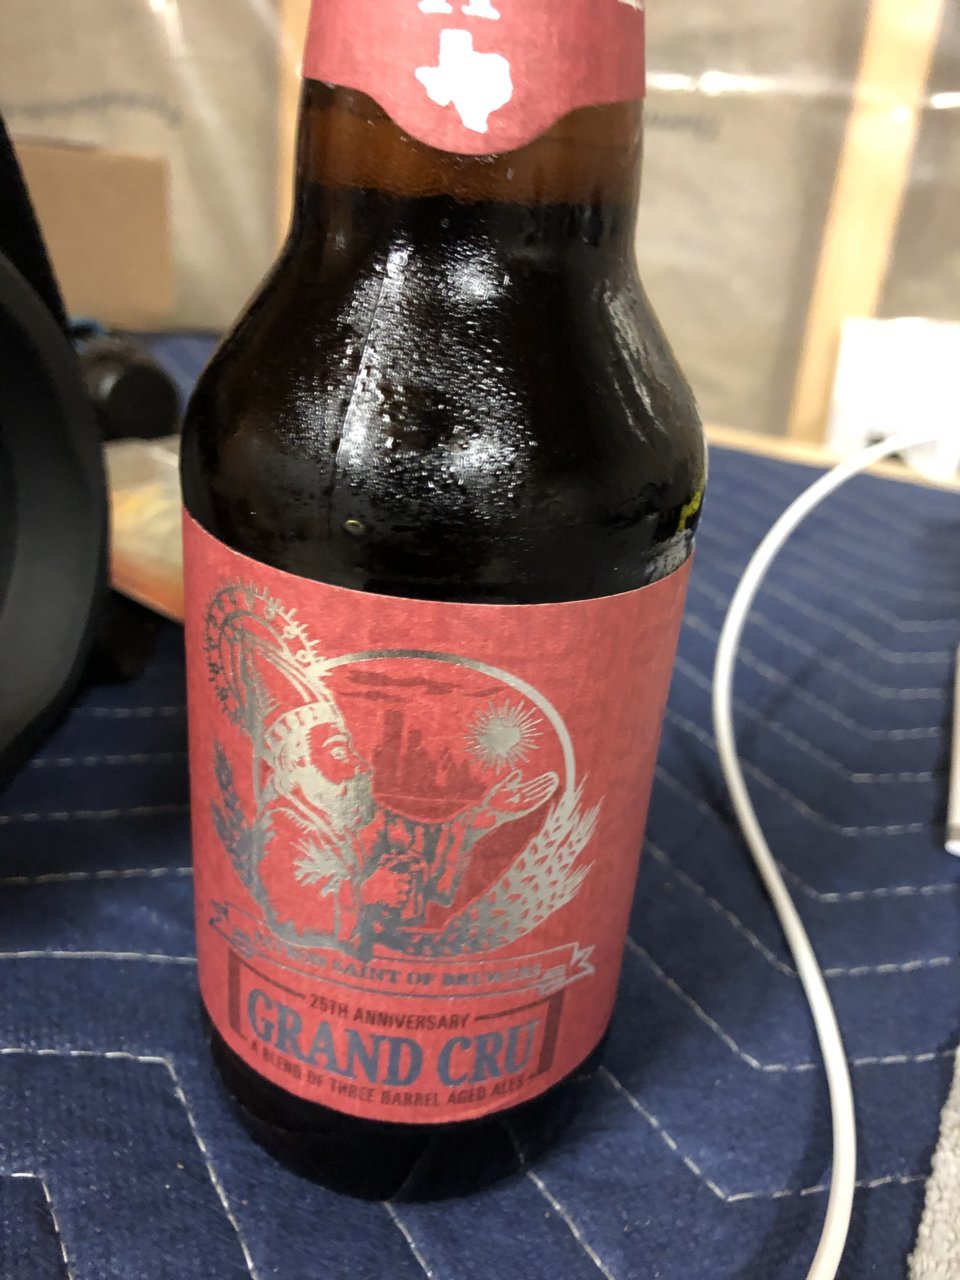 SAINT OF BREWERS
25TH ANNIVERSARY
GRAND CRU
A BLEND OF THREE BARREL AGED ALES